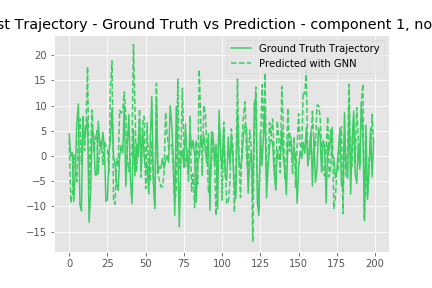 st Trajectory - Ground Truth vs Prediction - component 1, no
Ground Truth Trajectory
Predicted with GNN
20
15
10
5
0
−5
−10
−15
0 25 50 75 100 125 150 175 200